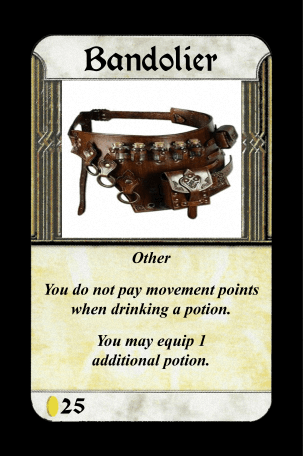 Bandolier
Other
You do not pay movement points
when drinking a potion.
You may equip 1
additional potion.
25